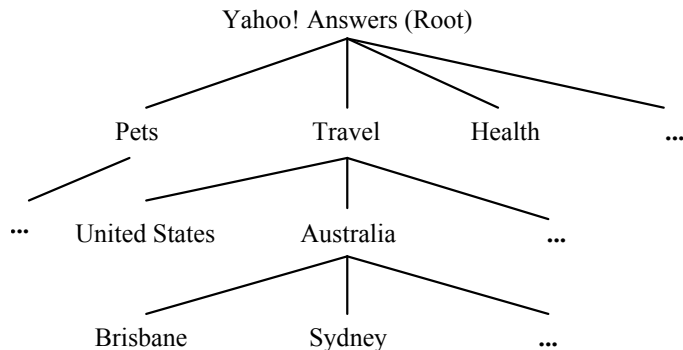 Yahoo! Answers (Root)
Pets Travel Health ...
... United States Australia ...
Brisbane Sydney ...